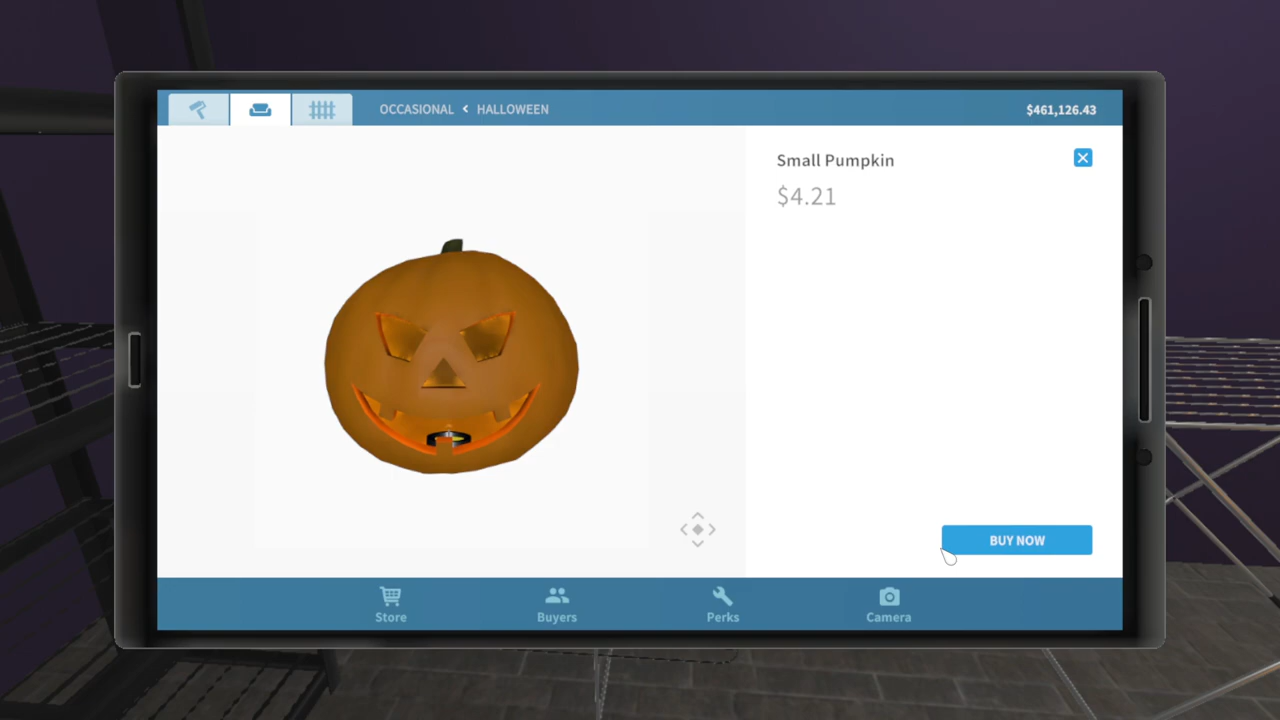 OCCASIONAL < HALLOWEEN
$461,126.43
Small Pumpkin
$4.21
BUY NOW
Store
Buyers
Perks
Camera